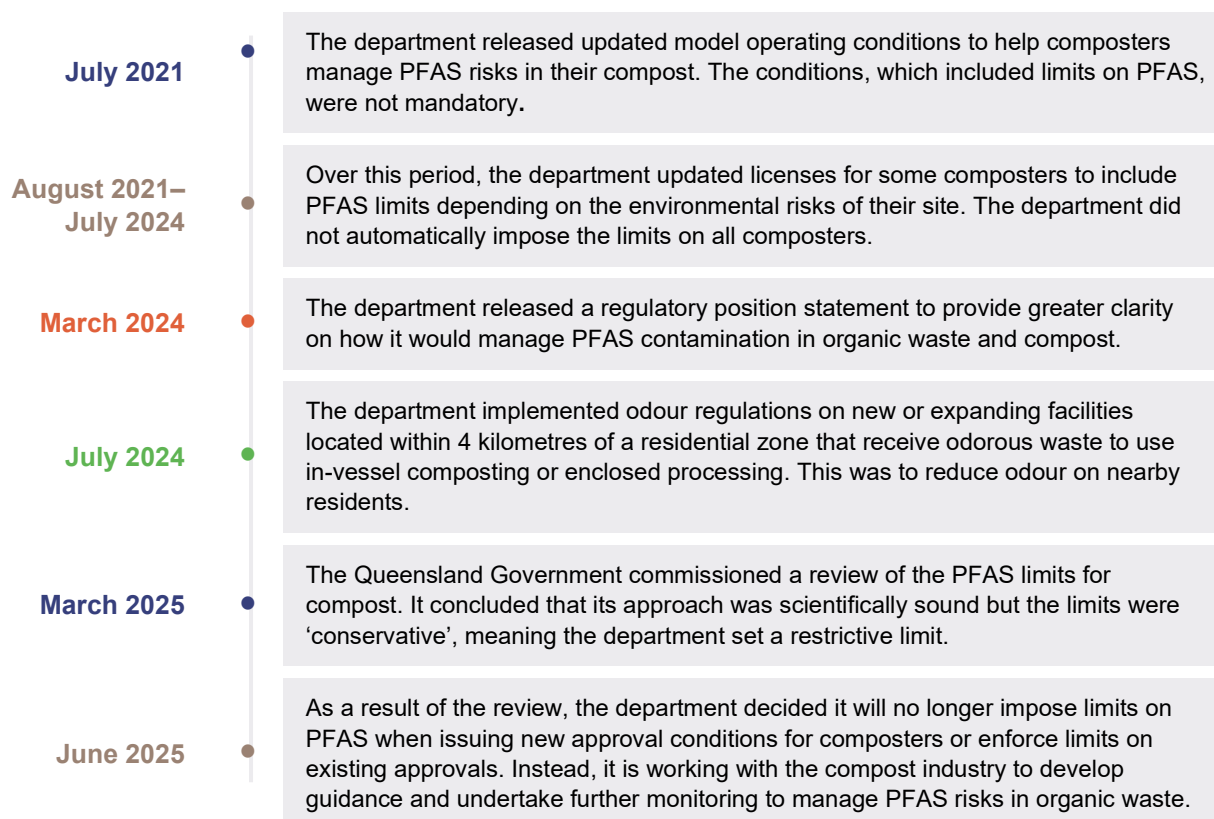 July 2021
The department released updated model operating conditions to help composters
manage PFAS risks in their compost. The conditions, which included limits on PFAS,
were not mandatory.
August 2021–
July 2024
Over this period, the department updated licenses for some composters to include
PFAS limits depending on the environmental risks of their site. The department did
not automatically impose the limits on all composters.
March 2024
The department released a regulatory position statement to provide greater clarity
on how it would manage PFAS contamination in organic waste and compost.
July 2024
The department implemented odour regulations on new or expanding facilities
located within 4 kilometres of a residential zone that receive odorous waste to use
in-vessel composting or enclosed processing. This was to reduce odour on nearby
residents.
March 2025
The Queensland Government commissioned a review of the PFAS limits for
compost. It concluded that its approach was scientifically sound but the limits were
‘conservative’, meaning the department set a restrictive limit.
June 2025
As a result of the review, the department decided it will no longer impose limits on
PFAS when issuing new approval conditions for composters or enforce limits on
existing approvals. Instead, it is working with the compost industry to develop
guidance and undertake further monitoring to manage PFAS risks in organic waste.